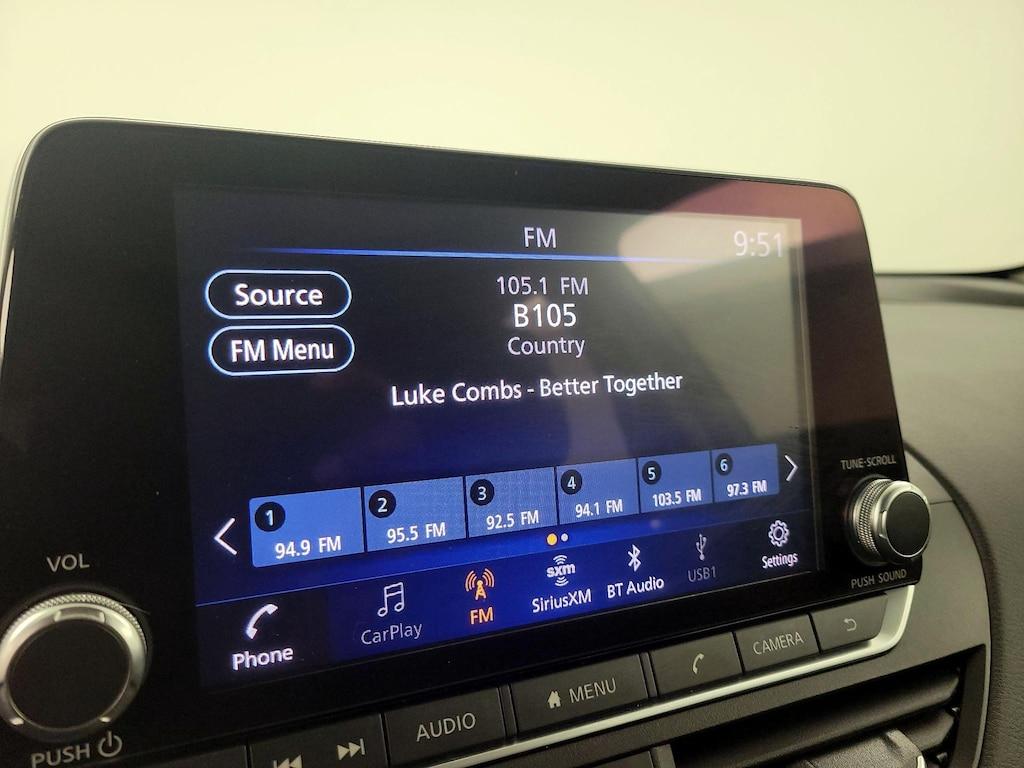 FM
9:51
Source
105.1 FM
B105
FM Menu
Country
Luke Combs - Better Together
1 94.9 FM
2 95.5 FM
3 92.5 FM
4 94.1 FM
5 103.5 FM
6 97.3 FM
Phone
CarPlay
FM
sxm
SiriusXM
BT Audio
USB1
Settings
TUNE·SCROLL
PUSH SOUND
VOL
PUSH
AUDIO
MENU
CAMERA